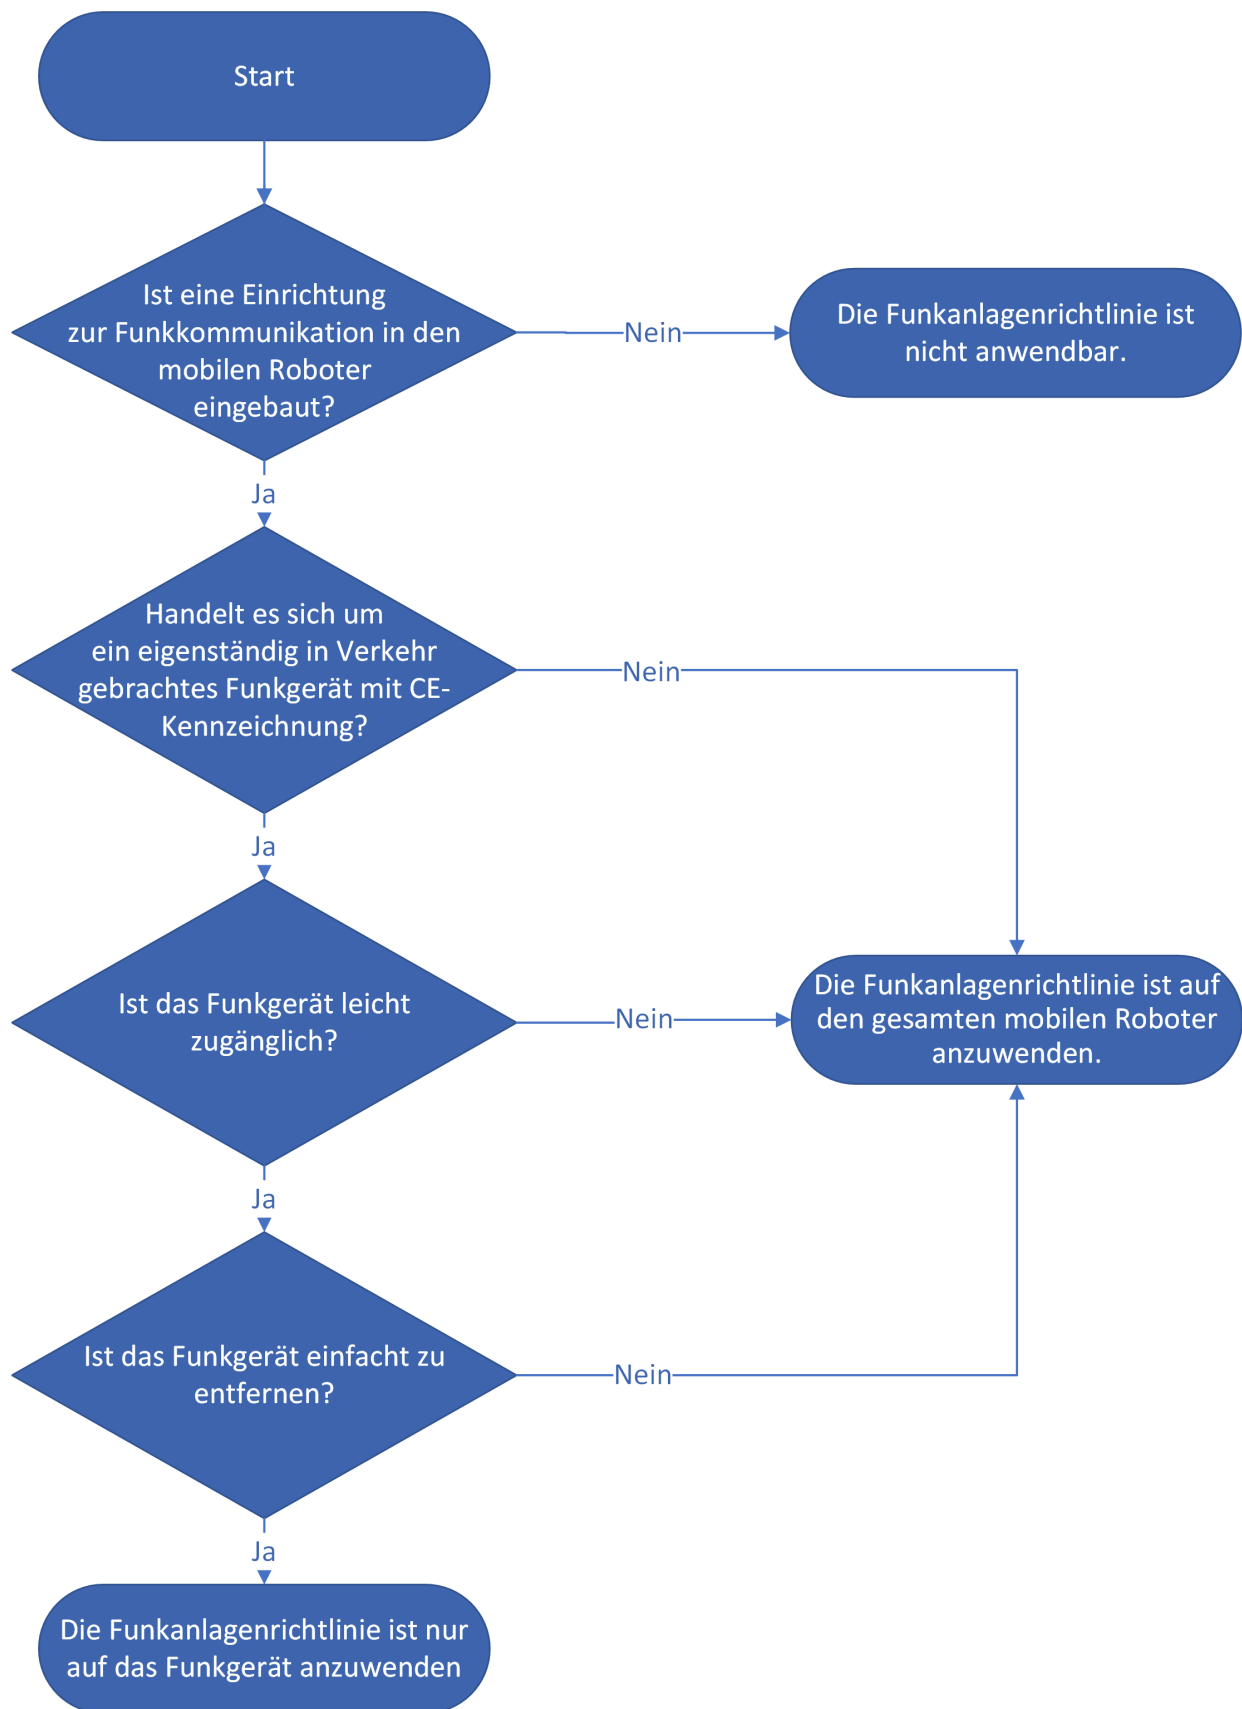 Start
Ist eine Einrichtung
zur Funkkommunikation in den
mobilen Roboter
eingebaut?
Nein
Die Funkanlagenrichtlinie ist
nicht anwendbar.
Ja
Handelt es sich um
ein eigenständig in Verkehr
gebrachtes Funkgerät mit CE-
Kennzeichnung?
Nein
Ja
Ist das Funkgerät leicht
zugänglich?
Nein
Die Funkanlagenrichtlinie ist auf
den gesamten mobilen Roboter
anzuwenden.
Ja
Ist das Funkgerät einfacht zu
entfernen?
Nein
Ja
Die Funkanlagenrichtlinie ist nur
auf das Funkgerät anzuwenden